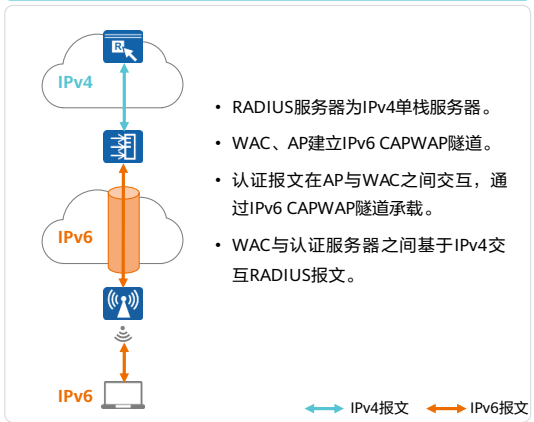 R
IPv4
IPv6
IPv6
• RADIUS服务器为IPv4单栈服务器。
• WAC、AP建立IPv6 CAPWAP隧道。
• 认证报文在AP与WAC之间交互，通
过IPv6 CAPWAP隧道承载。
• WAC与认证服务器之间基于IPv4交
互RADIUS报文。
IPv4报文 IPv6报文